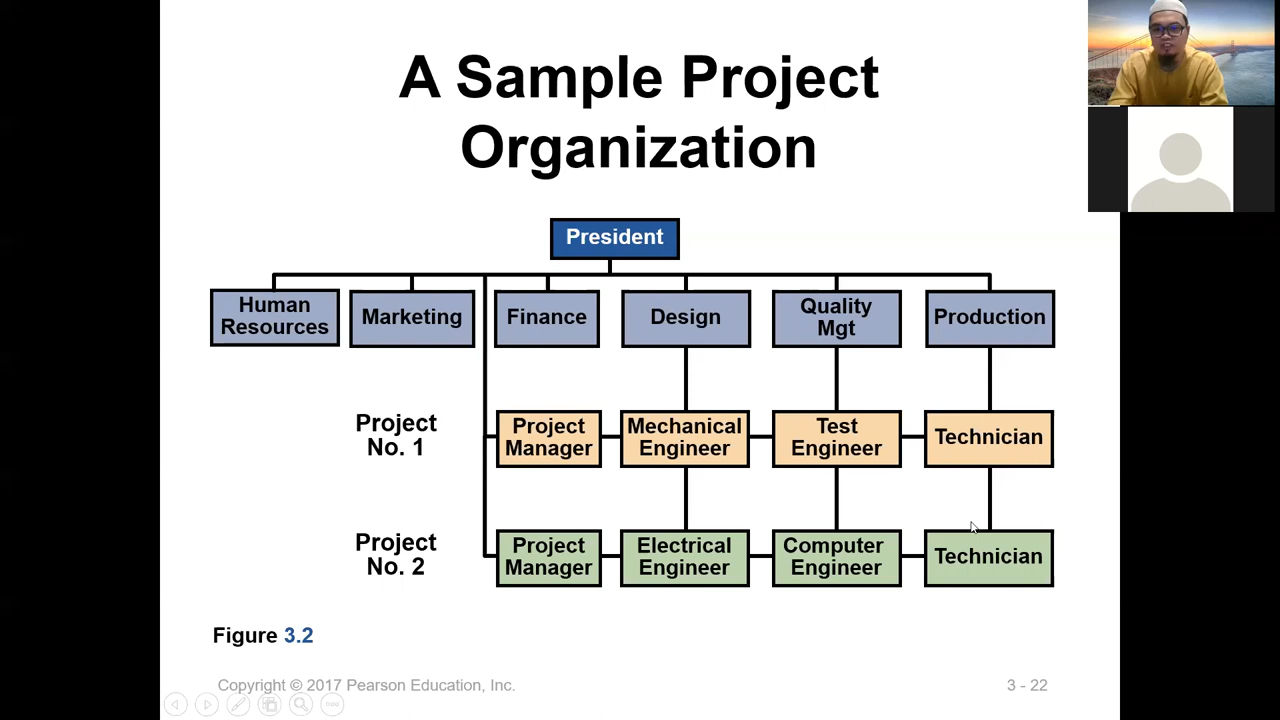 A Sample Project
Organization
President
Human
Resources
Marketing
Finance
Design
Quality
Mgt
Production
Project
No. 1
Project
Manager
Mechanical
Engineer
Test
Engineer
Technician
Project
No. 2
Project
Manager
Electrical
Engineer
Computer
Engineer
Technician
Figure 3.2
Copyright © 2017 Pearson Education, Inc.
3 - 22